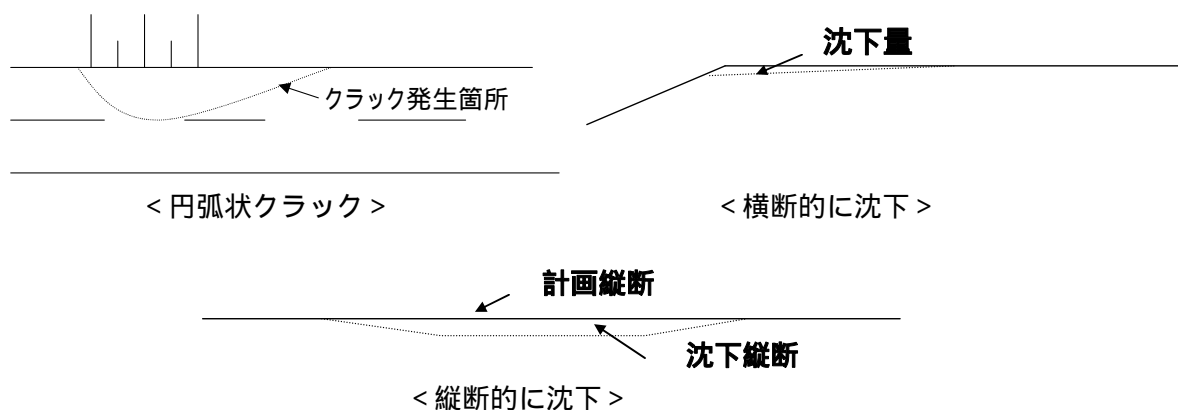 沈下量
クラック発生箇所
<円弧状クラック>
<横断的に沈下>
計画縦断
沈下縦断
<縦断的に沈下>